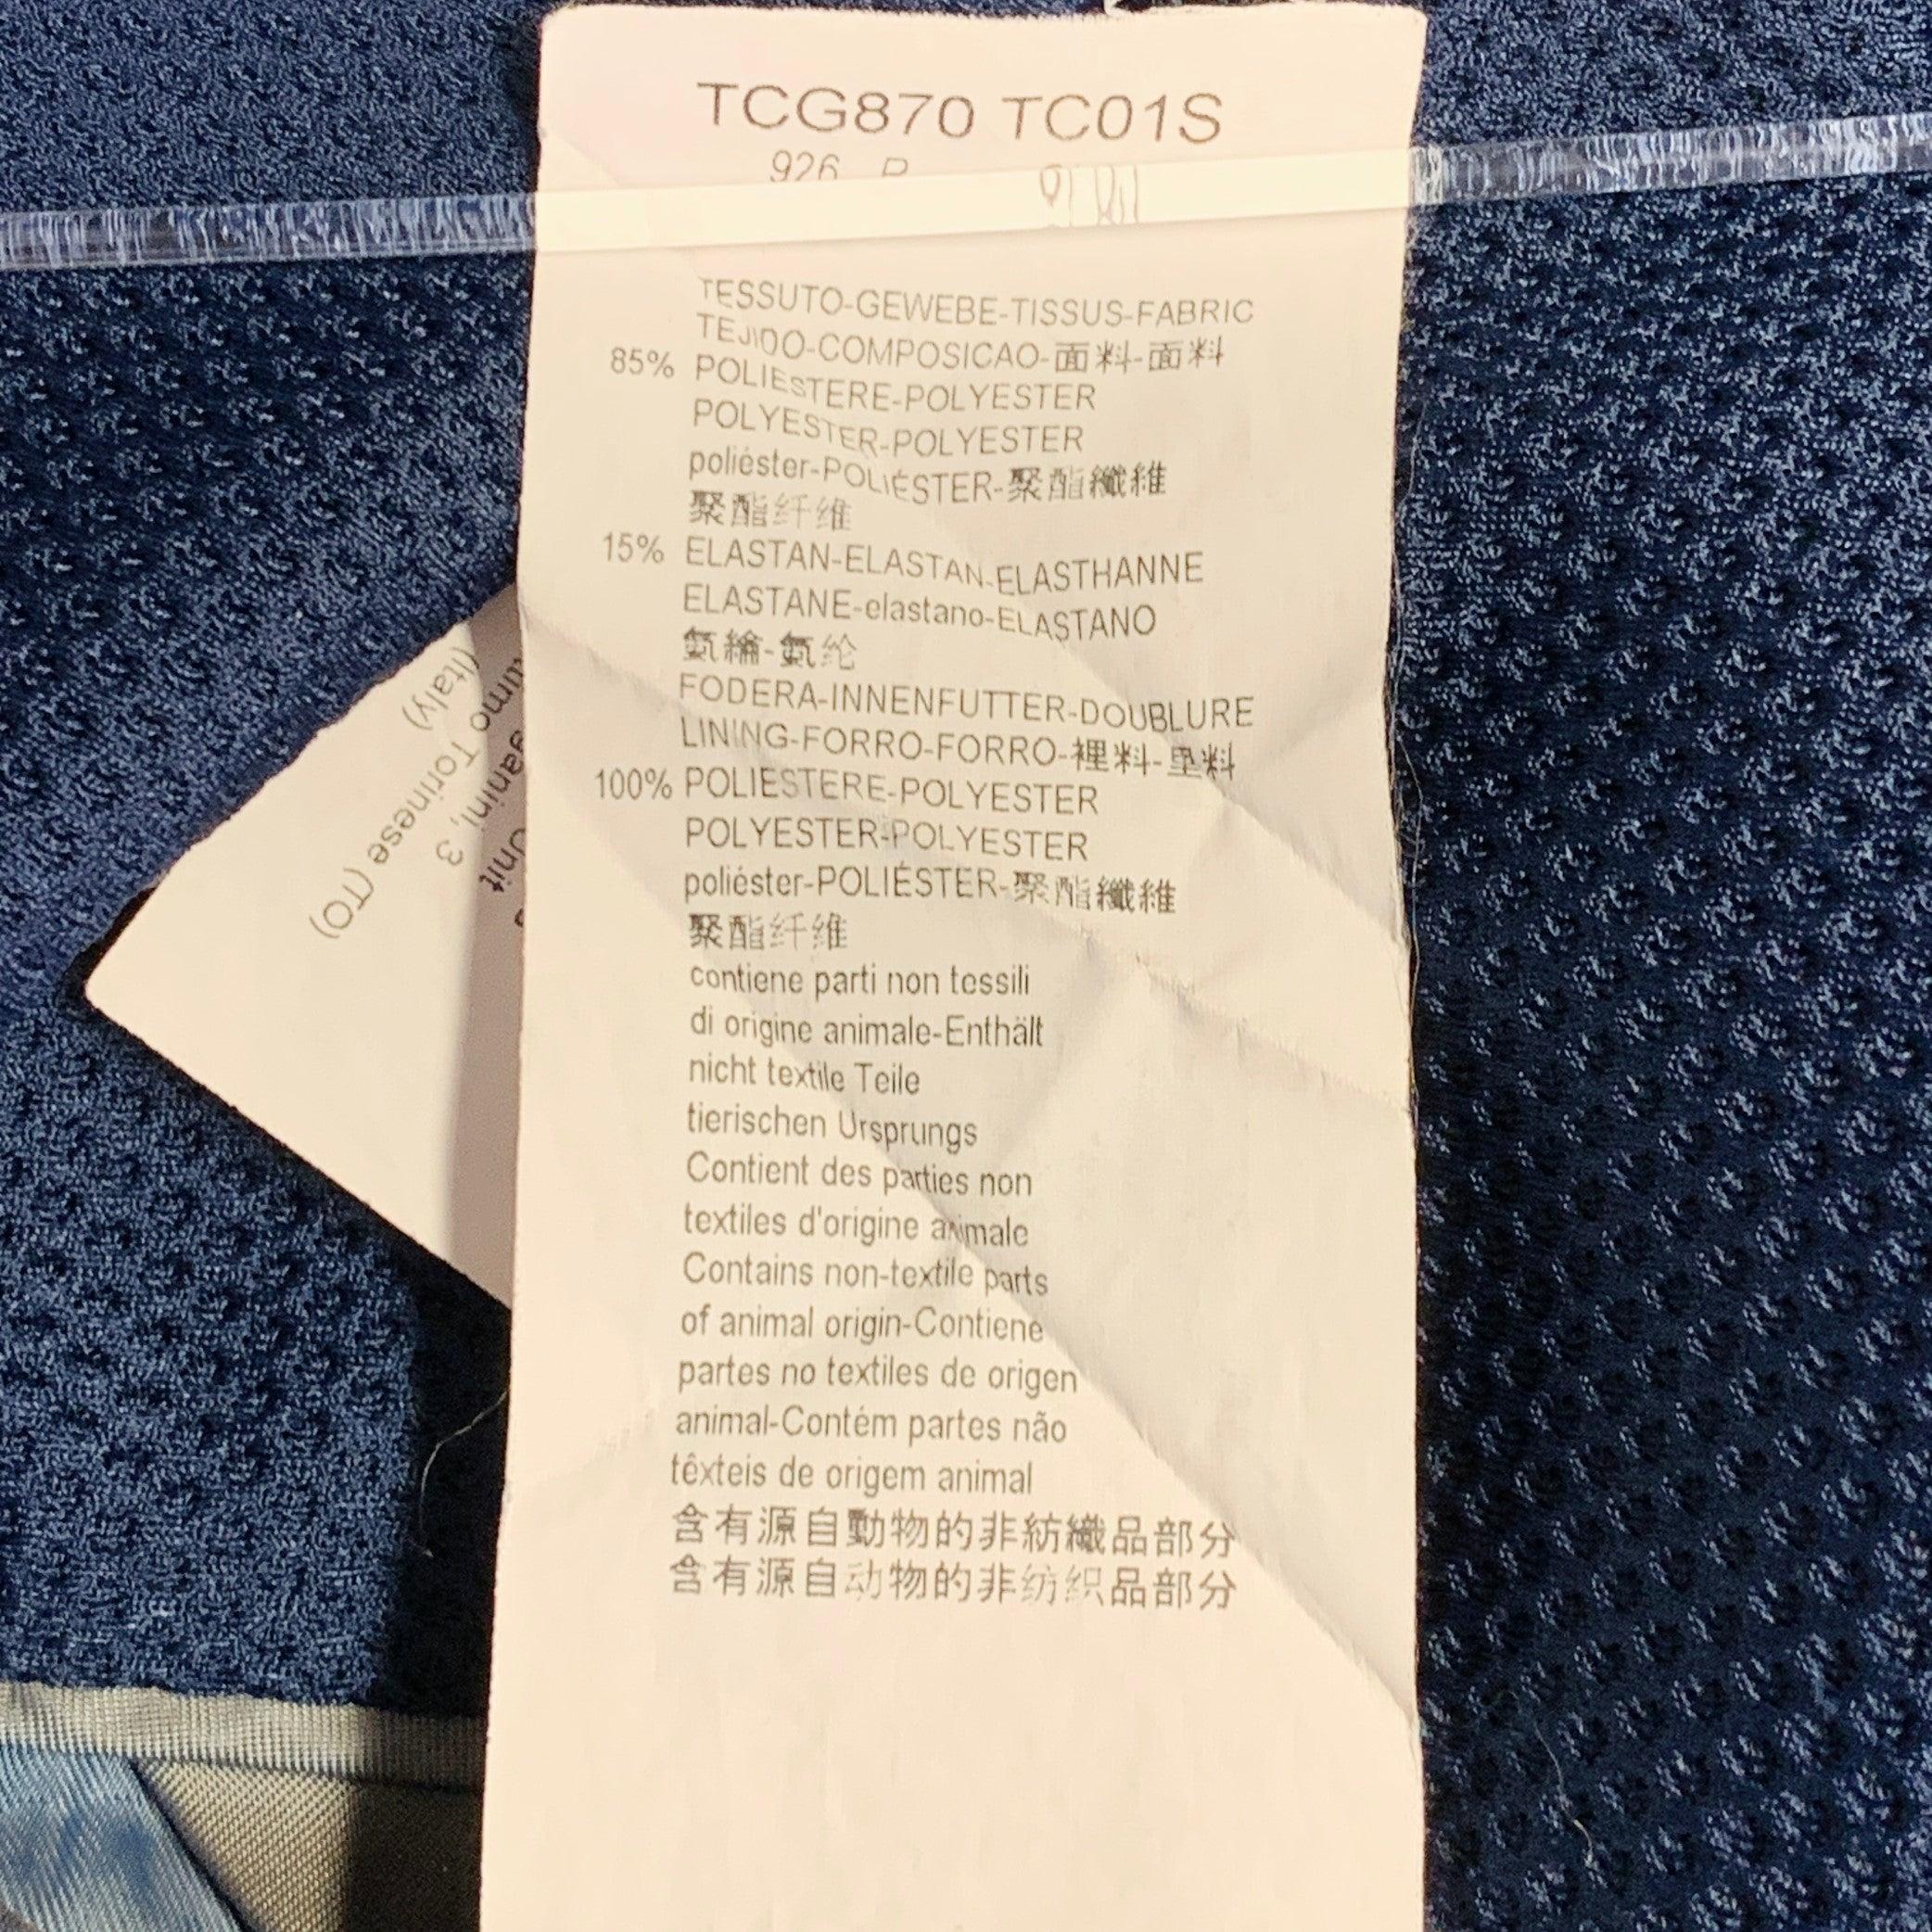 TCG870 TC01S
926
TESSUTO-GEWEBE-TISSUS-FABRIC
TEJIDO-COMPOSICAO-面料-面料
85% POLIESTERE-POLYESTER
POLYESTER-POLYESTER
poliéster-POLIÉSTER-聚酯纖維
聚酯纤维
15% ELASTAN-ELASTAN-ELASTHANNE
ELASTANE-elastano-ELASTANO
氨綸-氨纶
FODERA-INNENFUTTER-DOUBLURE
LINING-FORRO-FORRO-裡料-里料
100% POLIESTERE-POLYESTER
POLYESTER-POLYESTER
poliéster-POLIÉSTER-聚酯纖維
聚酯纤维
contiene parti non tessili
di origine animale-Enthält
nicht textile Teile
tierischen Ursprungs
Contient des parties non
textiles d'origine animale
Contains non-textile parts
of animal origin-Contiene
partes no textiles de origen
animal-Contém partes não
têxteis de origem animal
含有源自動物的非紡織品部分
含有源自动物的非纺织品部分
Unit
3
Torinese (TO)
(Italy)